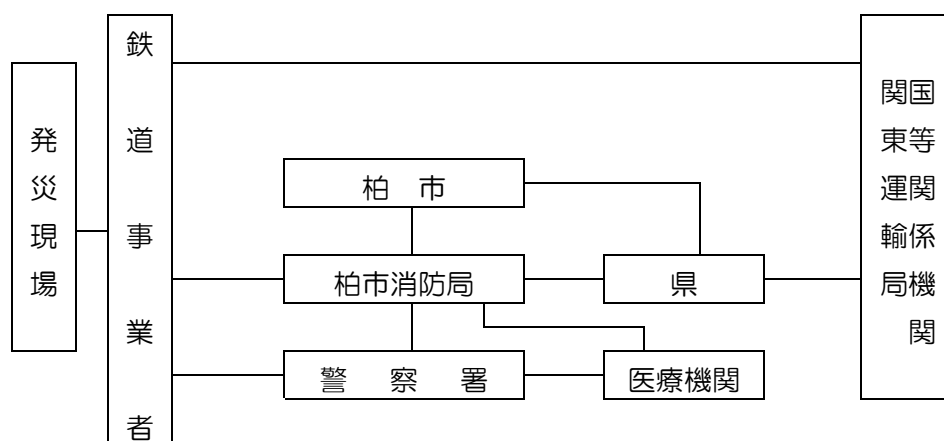 発災現場
鉄道事業者
柏 市
柏市消防局
警 察 署
県
医療機関
国等関係機関
関東運輸局